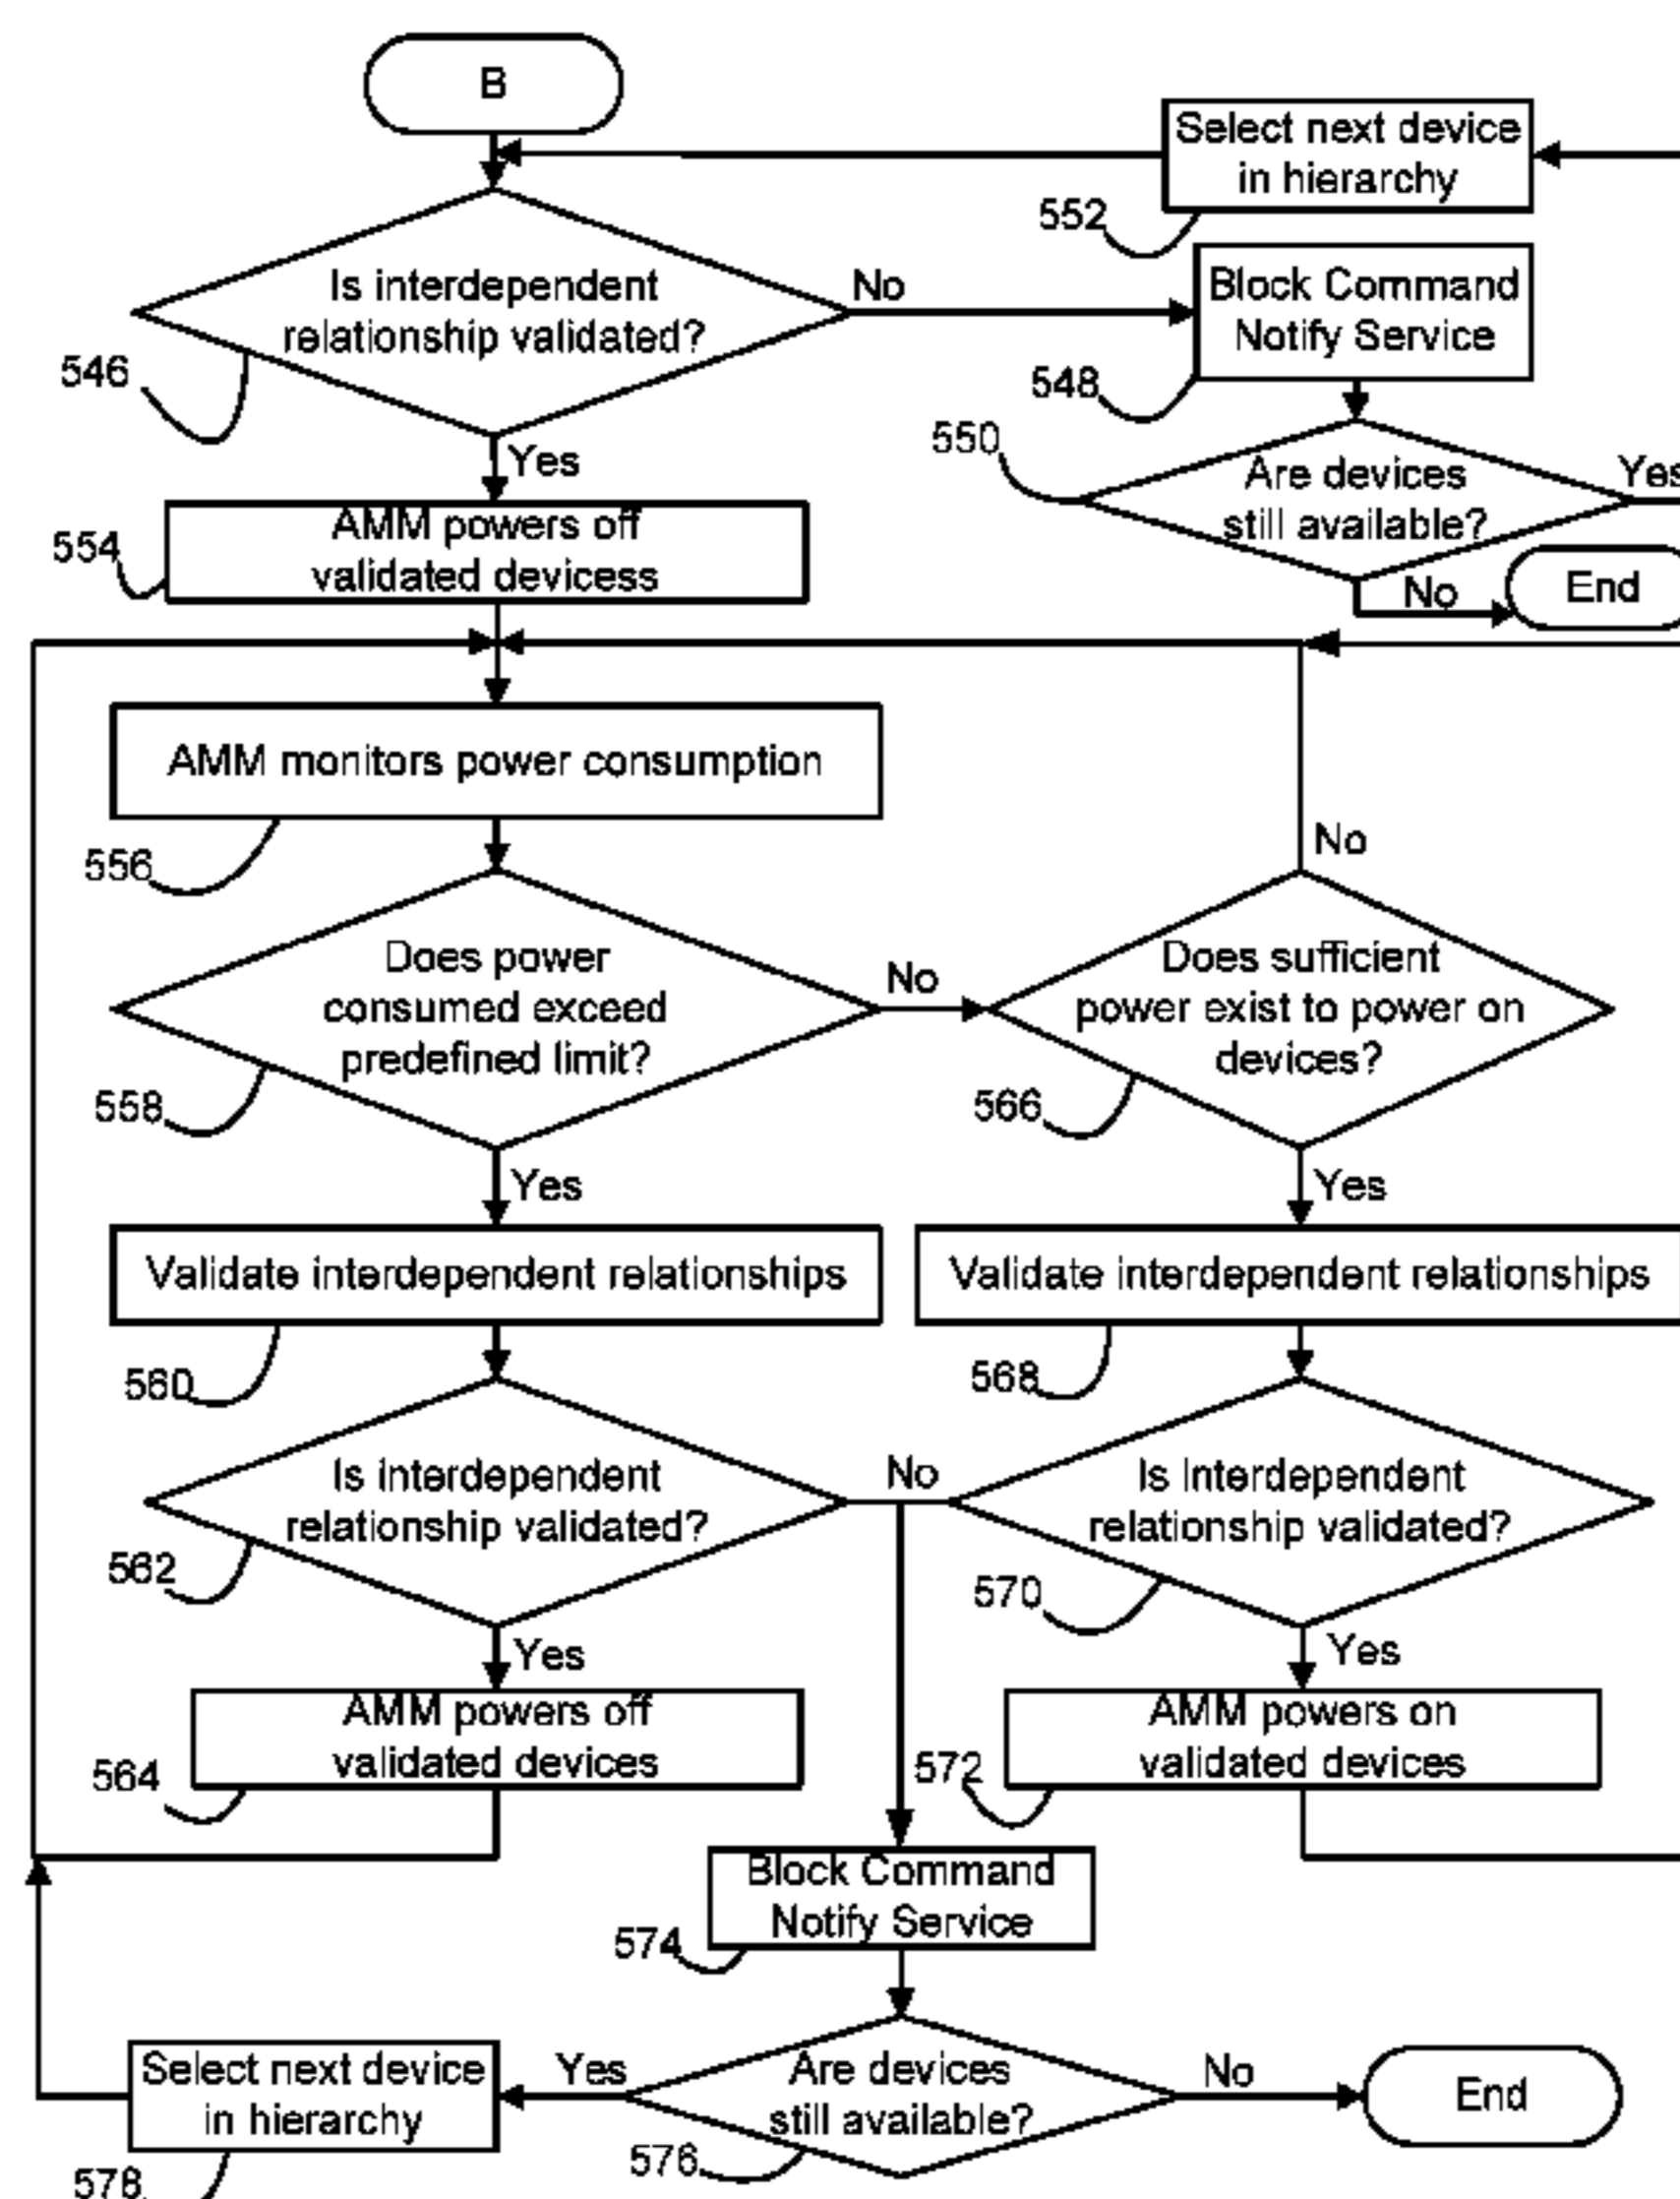 B
Select next device
in hierarchy
552
Is interdependent
relationship validated?
No
546
Block Command
Notify Service
548
550
Are devices
still available?
Yes
No
End
Yes
AMM powers off
validated devicess
554
AMM monitors power consumption
556
No
Does power
consumed exceed
predefined limit?
No
558
Does sufficient
power exist to power on
devices?
566
Yes
Yes
Validate interdependent relationships
560
Validate interdependent relationships
568
Is interdependent
relationship validated?
No
562
Is Interdependent
relationship validated?
570
Yes
Yes
AMM powers off
validated devices
564
AMM powers on
validated devices
572
Block Command
Notify Service
574
Select next device
in hierarchy
578
Yes
Are devices
still available?
576
No
End